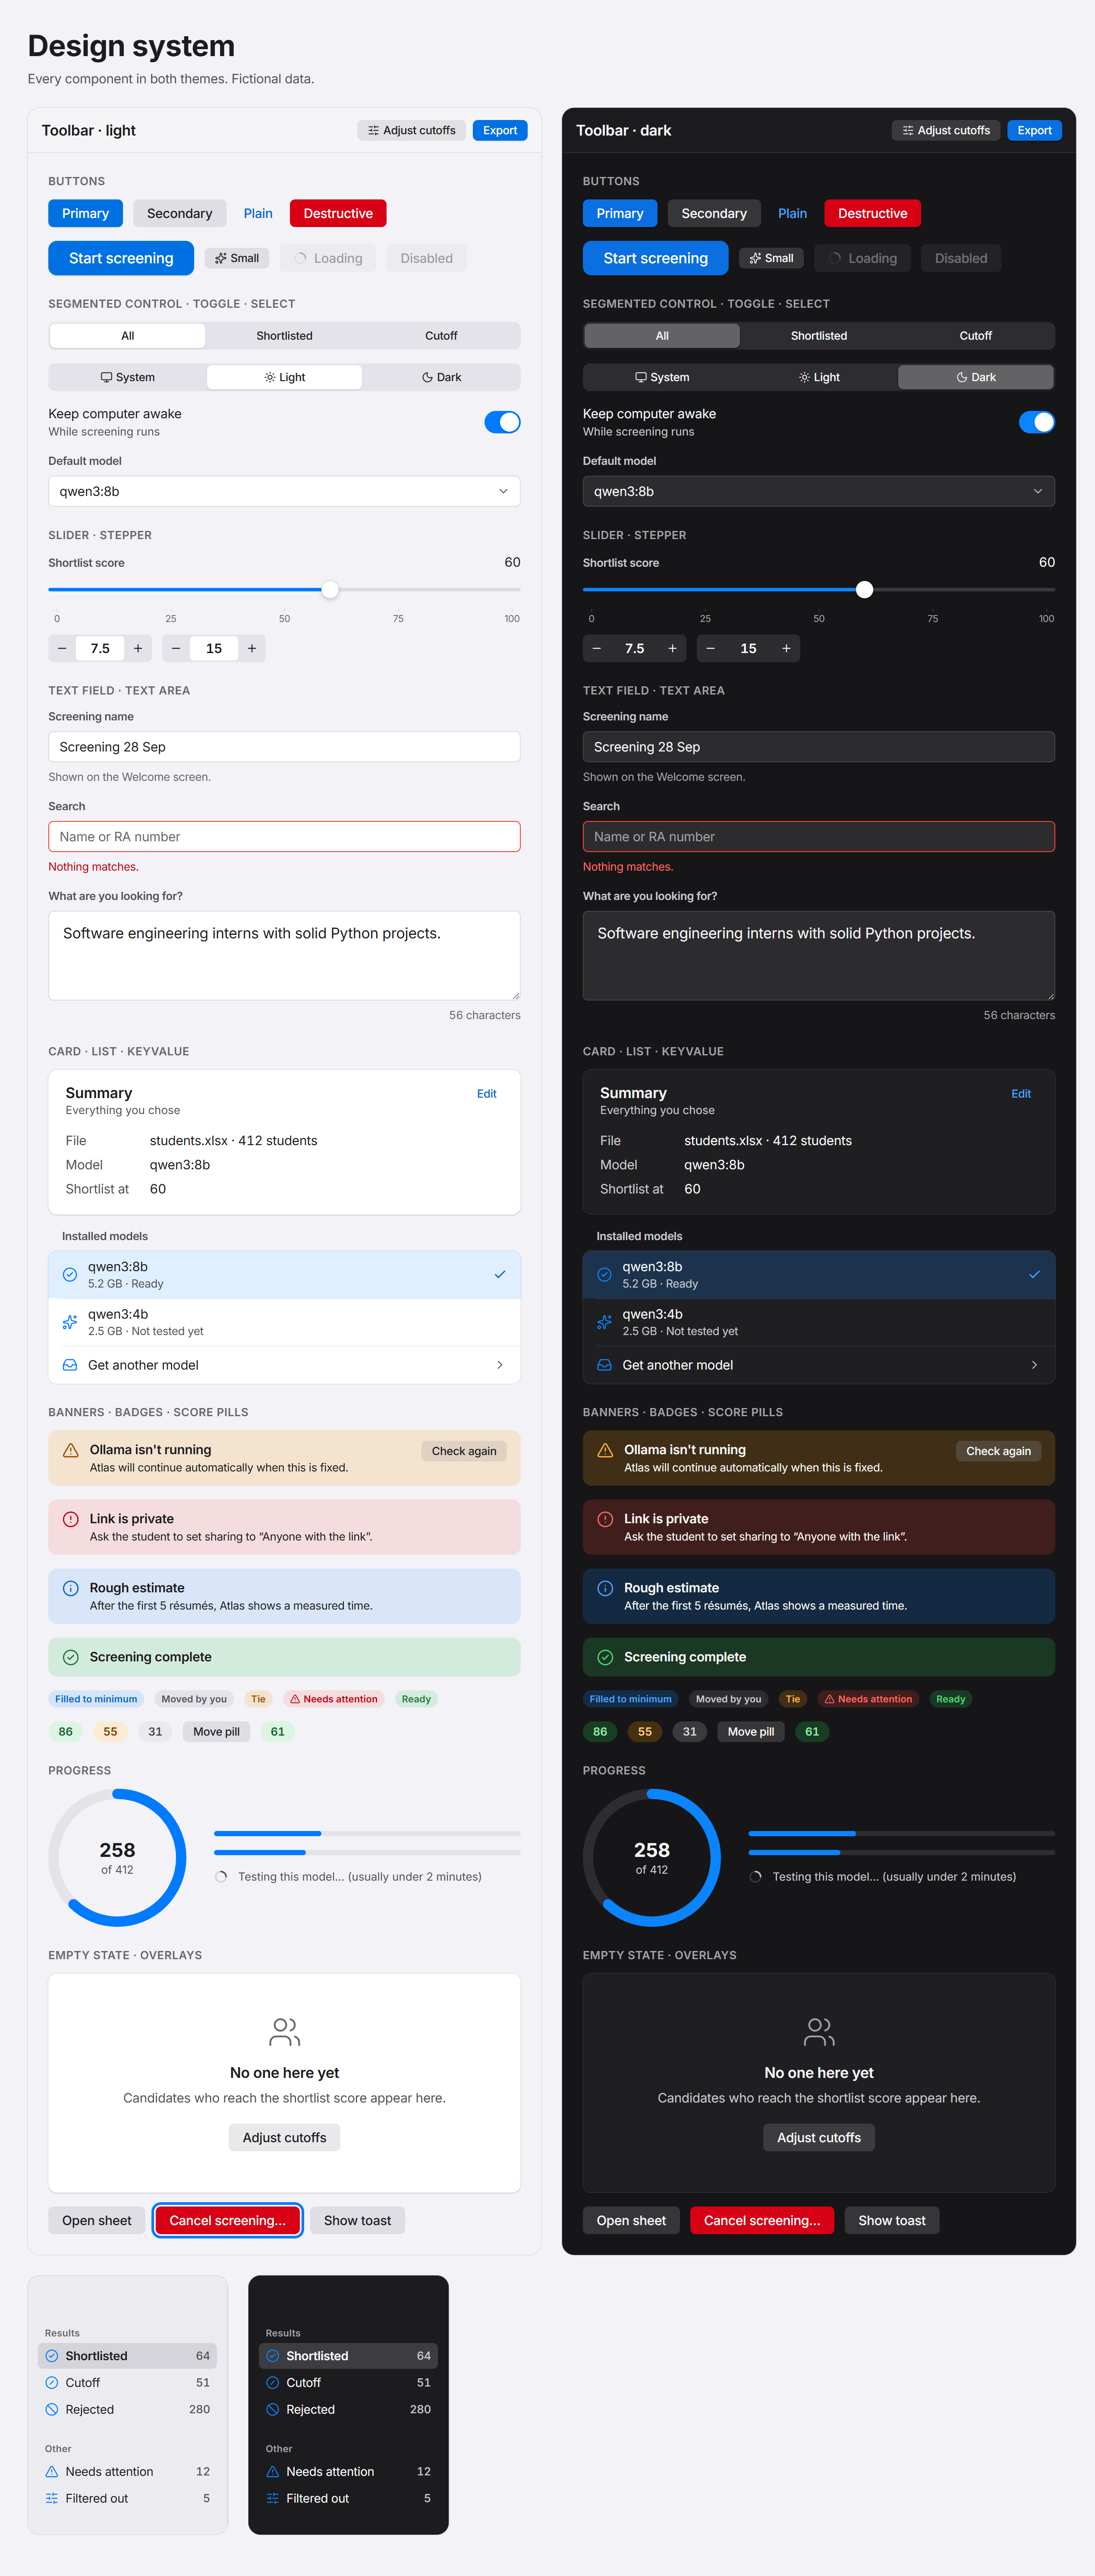 Design system
Every component in both themes. Fictional data.
Toolbar · light
Adjust cutoffs
Export
BUTTONS
Primary
Secondary
Plain
Destructive
Start screening
Small
Loading
Disabled
SEGMENTED CONTROL · TOGGLE · SELECT
All
Shortlisted
Cutoff
System
Light
Dark
Keep computer awake
While screening runs
Default model
qwen3:8b
SLIDER · STEPPER
Shortlist score
60
0
25
50
75
100
− 7.5 +
− 15 +
TEXT FIELD · TEXT AREA
Screening name
Screening 28 Sep
Shown on the Welcome screen.
Search
Name or RA number
Nothing matches.
What are you looking for?
Software engineering interns with solid Python projects.
56 characters
CARD · LIST · KEYVALUE
Summary
Edit
Everything you chose
File students.xlsx · 412 students
Model qwen3:8b
Shortlist at 60
Installed models
qwen3:8b
5.2 GB · Ready
qwen3:4b
2.5 GB · Not tested yet
Get another model
BANNERS · BADGES · SCORE PILLS
Ollama isn't running
Atlas will continue automatically when this is fixed.
Check again
Link is private
Ask the student to set sharing to “Anyone with the link”.
Rough estimate
After the first 5 résumés, Atlas shows a measured time.
Screening complete
Filled to minimum
Moved by you
Tie
Needs attention
Ready
86
55
31
Move pill
61
PROGRESS
258
of 412
Testing this model... (usually under 2 minutes)
EMPTY STATE · OVERLAYS
No one here yet
Candidates who reach the shortlist score appear here.
Adjust cutoffs
Open sheet
Cancel screening...
Show toast
Toolbar · dark
Adjust cutoffs
Export
BUTTONS
Primary
Secondary
Plain
Destructive
Start screening
Small
Loading
Disabled
SEGMENTED CONTROL · TOGGLE · SELECT
All
Shortlisted
Cutoff
System
Light
Dark
Keep computer awake
While screening runs
Default model
qwen3:8b
SLIDER · STEPPER
Shortlist score
60
0
25
50
75
100
− 7.5 +
− 15 +
TEXT FIELD · TEXT AREA
Screening name
Screening 28 Sep
Shown on the Welcome screen.
Search
Name or RA number
Nothing matches.
What are you looking for?
Software engineering interns with solid Python projects.
56 characters
CARD · LIST · KEYVALUE
Summary
Edit
Everything you chose
File students.xlsx · 412 students
Model qwen3:8b
Shortlist at 60
Installed models
qwen3:8b
5.2 GB · Ready
qwen3:4b
2.5 GB · Not tested yet
Get another model
BANNERS · BADGES · SCORE PILLS
Ollama isn't running
Atlas will continue automatically when this is fixed.
Check again
Link is private
Ask the student to set sharing to “Anyone with the link”.
Rough estimate
After the first 5 résumés, Atlas shows a measured time.
Screening complete
Filled to minimum
Moved by you
Tie
Needs attention
Ready
86
55
31
Move pill
61
PROGRESS
258
of 412
Testing this model... (usually under 2 minutes)
EMPTY STATE · OVERLAYS
No one here yet
Candidates who reach the shortlist score appear here.
Adjust cutoffs
Open sheet
Cancel screening...
Show toast
Results
Shortlisted 64
Cutoff 51
Rejected 280
Other
Needs attention 12
Filtered out 5
Results
Shortlisted 64
Cutoff 51
Rejected 280
Other
Needs attention 12
Filtered out 5